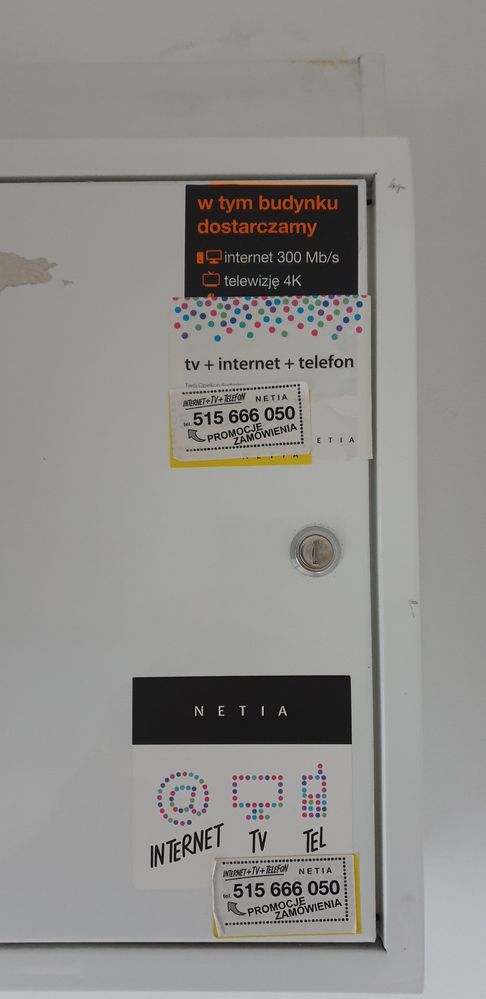 w tym budynku
dostarczamy
internet 300 Mb/s
telewizję 4K
tv + internet + telefon
INTERNET+TV+TELEFON NETIA
tel. 515 666 050
PROMOCJE
ZAMÓWIENIA
ETIA
NETIA
NETIA
INTERNET TV TEL
INTERNET+TV+TELEFON NETIA
tel. 515 666 050
PROMOCJE
ZAMÓWIENIA